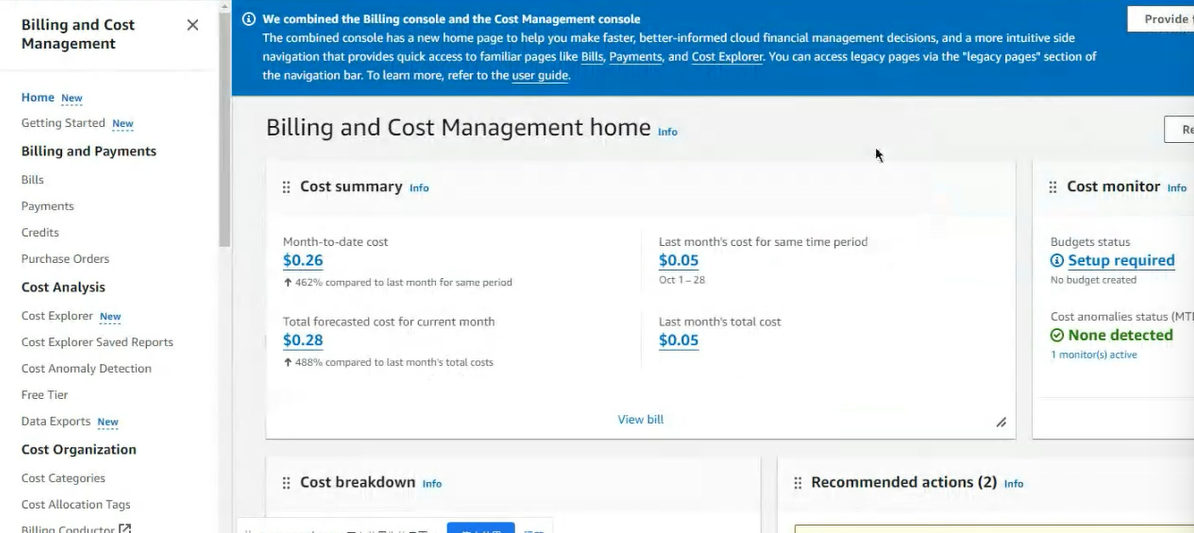 Billing and Cost
Management
Home New
Getting Started New
Billing and Payments
Bills
Payments
Credits
Purchase Orders
Cost Analysis
Cost Explorer New
Cost Explorer Saved Reports
Cost Anomaly Detection
Free Tier
Data Exports New
Cost Organization
Cost Categories
Cost Allocation Tags
Billing Conductor
We combined the Billing console and the Cost Management console
The combined console has a new home page to help you make faster, better-informed cloud financial management decisions, and a more intuitive side
navigation that provides quick access to familiar pages like Bills, Payments, and Cost Explorer. You can access legacy pages via the "legacy pages" section of
the navigation bar. To learn more, refer to the user guide.
Provide
Billing and Cost Management home Info
Re
Cost summary Info
Month-to-date cost
$0.26
462% compared to last month for same period
Last month's cost for same time period
$0.05
Oct 1 – 28
Total forecasted cost for current month
$0.28
488% compared to last month's total costs
Last month's total cost
$0.05
View bill
Cost monitor Info
Budgets status
Setup required
No budget created
Cost anomalies status (MT
None detected
1 monitor(s) active
Cost breakdown Info
Recommended actions (2) Info